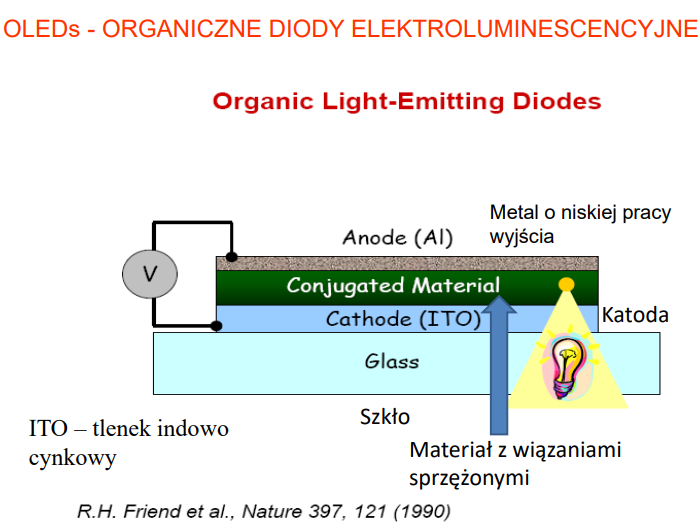 OLEDs - ORGANICZNE DIODY ELEKTROLUMINESCENCYJNE
Organic Light-Emitting Diodes
Metal o niskiej pracy
wyjścia
Anode (Al)
V
Conjugated Material
Cathode (ITO)
Katoda
Glass
Szkło
ITO – tlenek indowo
cynkowy
Materiał z wiązaniami
sprzężonymi
R.H. Friend et al., Nature 397, 121 (1990)